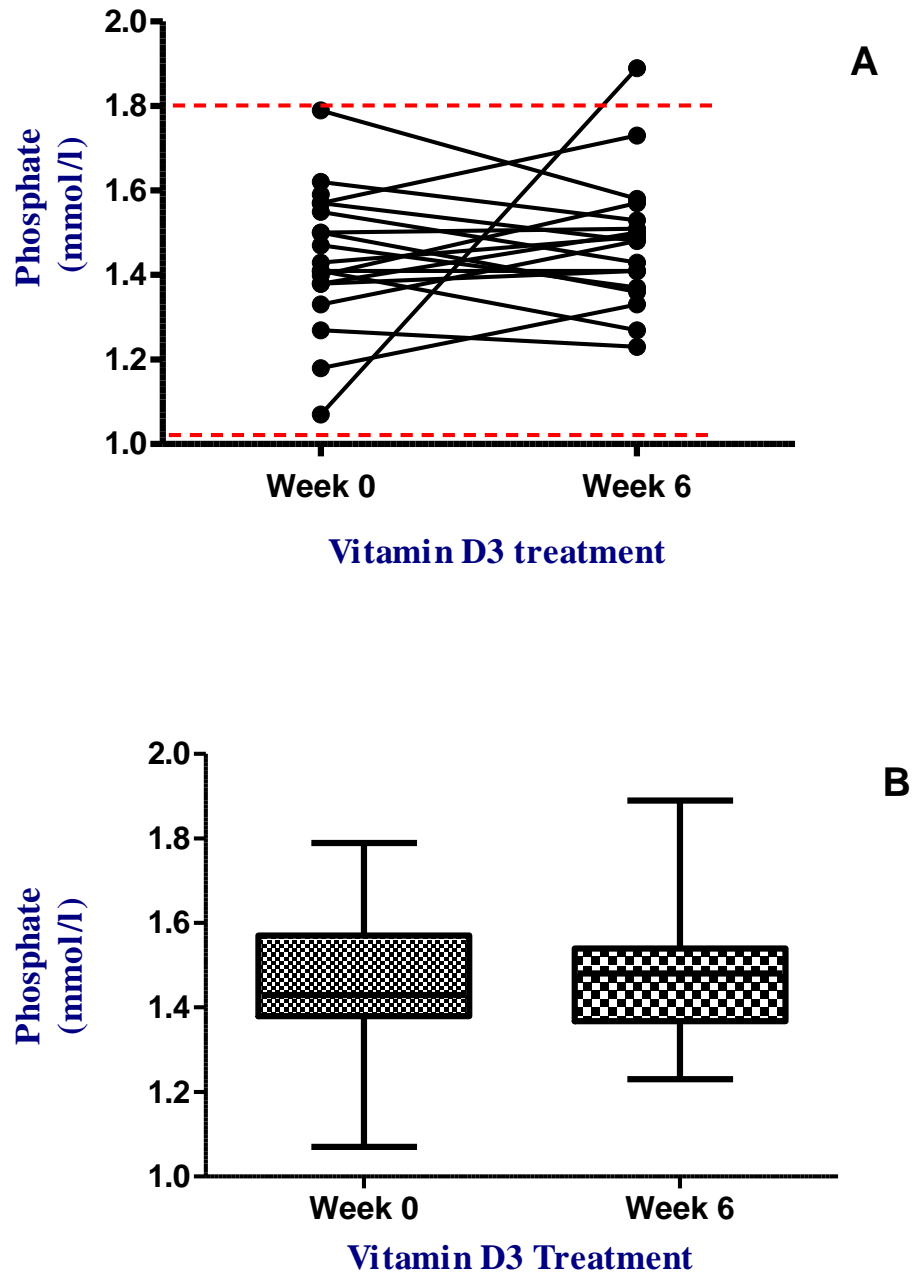 2.0
A
1.8
1.6
1.4
1.2
1.0
Phosphate
(mmol/l)
Week 0 Week 6
Vitamin D3 treatment
2.0
B
1.8
1.6
1.4
1.2
1.0
Phosphate
(mmol/l)
Week 0 Week 6
Vitamin D3 Treatment